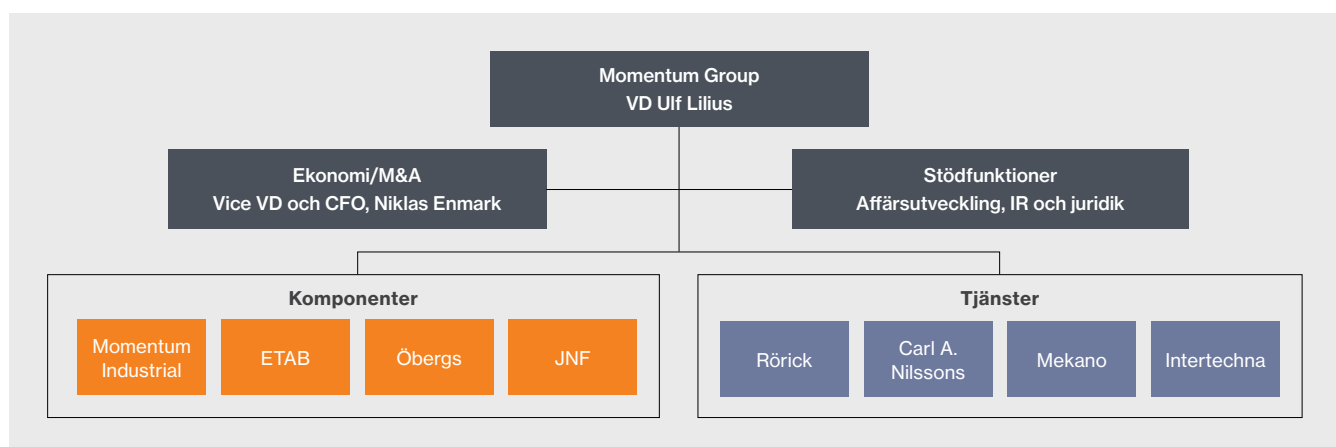 Momentum Group
VD Ulf Lilius
Ekonomi/M&A
Vice VD och CFO, Niklas Enmark
Stödfunktioner
Affärsutveckling, IR och juridik
Komponenter
Momentum
Industrial
ETAB
Öbergs
JNF
Tjänster
Rörick
Carl A.
Nilssons
Mekano
Intertechna